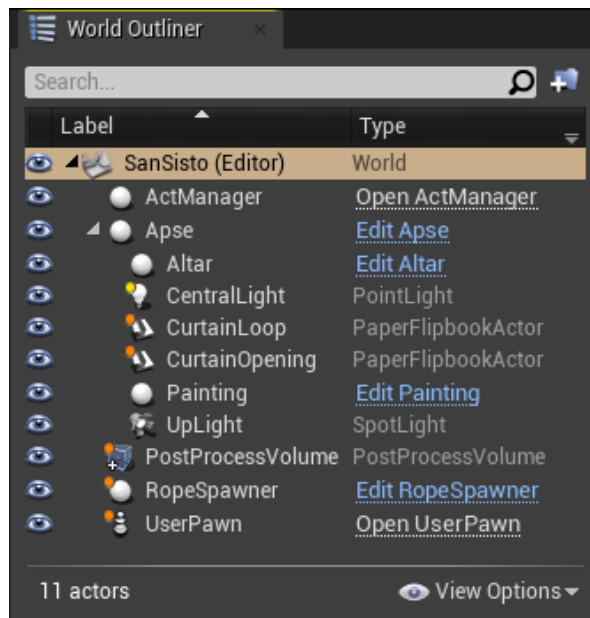 World Outliner
Search...
Label Type
SanSisto (Editor) World
ActManager Open ActManager
Apse Edit Apse
Altar Edit Altar
CentralLight PointLight
CurtainLoop PaperFlipbookActor
CurtainOpening PaperFlipbookActor
Painting Edit Painting
UpLight SpotLight
PostProcessVolume PostProcessVolume
RopeSpawner Edit RopeSpawner
UserPawn Open UserPawn
11 actors View Options